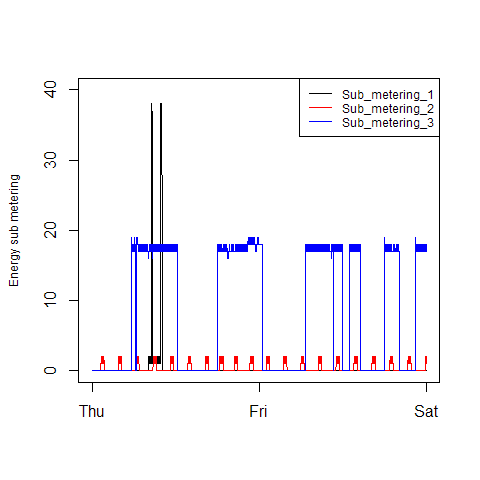 Sub_metering_1
Sub_metering_2
Sub_metering_3
Energy sub metering
40
30
20
10
0
Thu Fri Sat